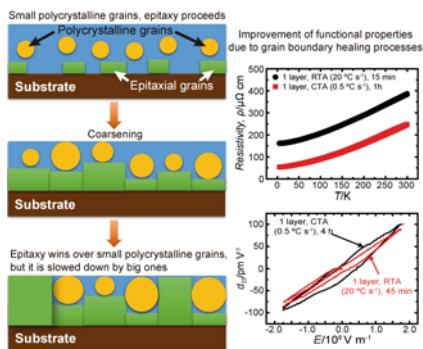 Small polycrystalline grains, epitaxy proceeds
Polycrystalline grains
Epitaxial grains
Substrate
Coarsening
Substrate
Epitaxy wins over small polycrystalline grains,
but it is slowed down by big ones
Substrate
Improvement of functional properties
due to grain boundary healing processes
1 layer, RTA (20 ºC s⁻¹), 15 min
1 layer, CTA (0.5 ºC s⁻¹), 1h
Resistivity, ρ/μΩ cm
500
400
300
200
100
0
0 50 100 150 200 250 300
T/K
1 layer, CTA
(0.5 ºC s⁻¹), 4 h
1 layer, RTA
(20 ºC s⁻¹), 45 min
d₃₃/pm V⁻¹
100
50
0
-50
-100
-2 -1 0 1 2
E/10⁸ V m⁻¹